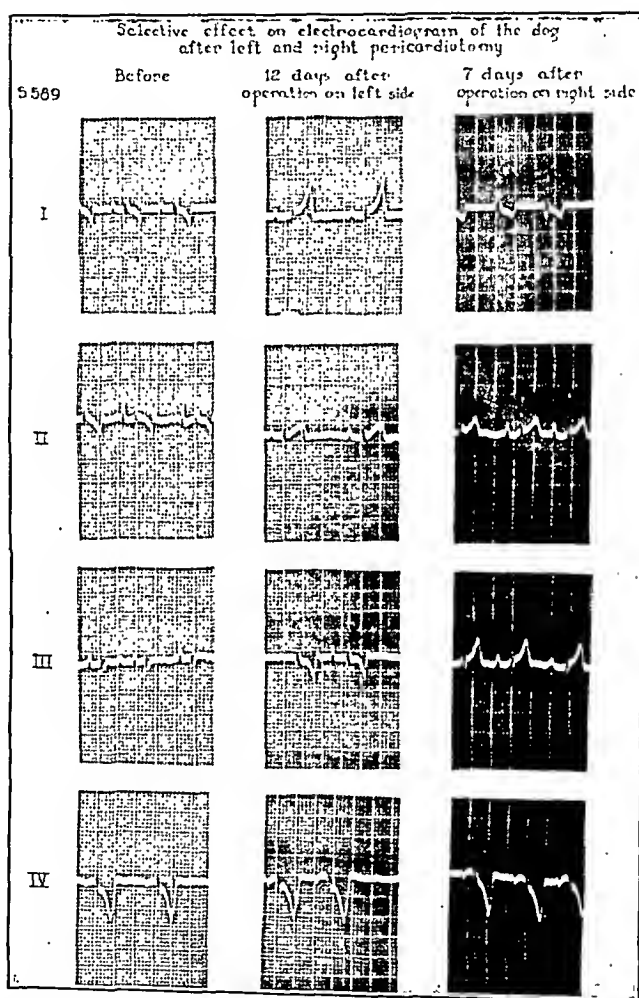 Selective effect on electrocardiogram of the dog
after left and right pericardiotomy
Before
12 days after
operation on left side
7 days after
operation on right side
5589
I
II
III
IV